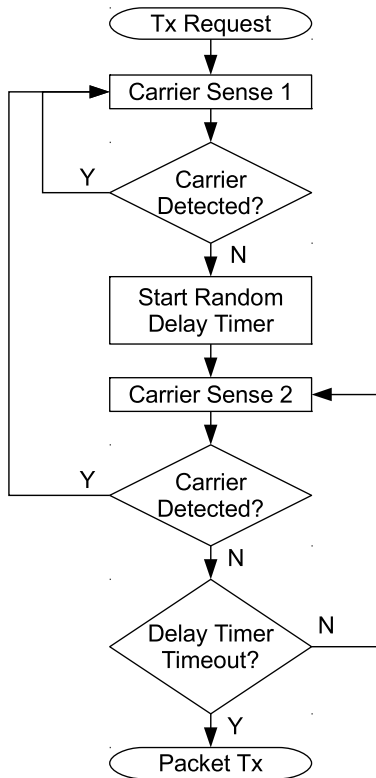 Tx Request
Carrier Sense 1
Y
Carrier
Detected?
N
Start Random
Delay Timer
Carrier Sense 2
Y
Carrier
Detected?
N
Delay Timer
Timeout?
N
Y
Packet Tx